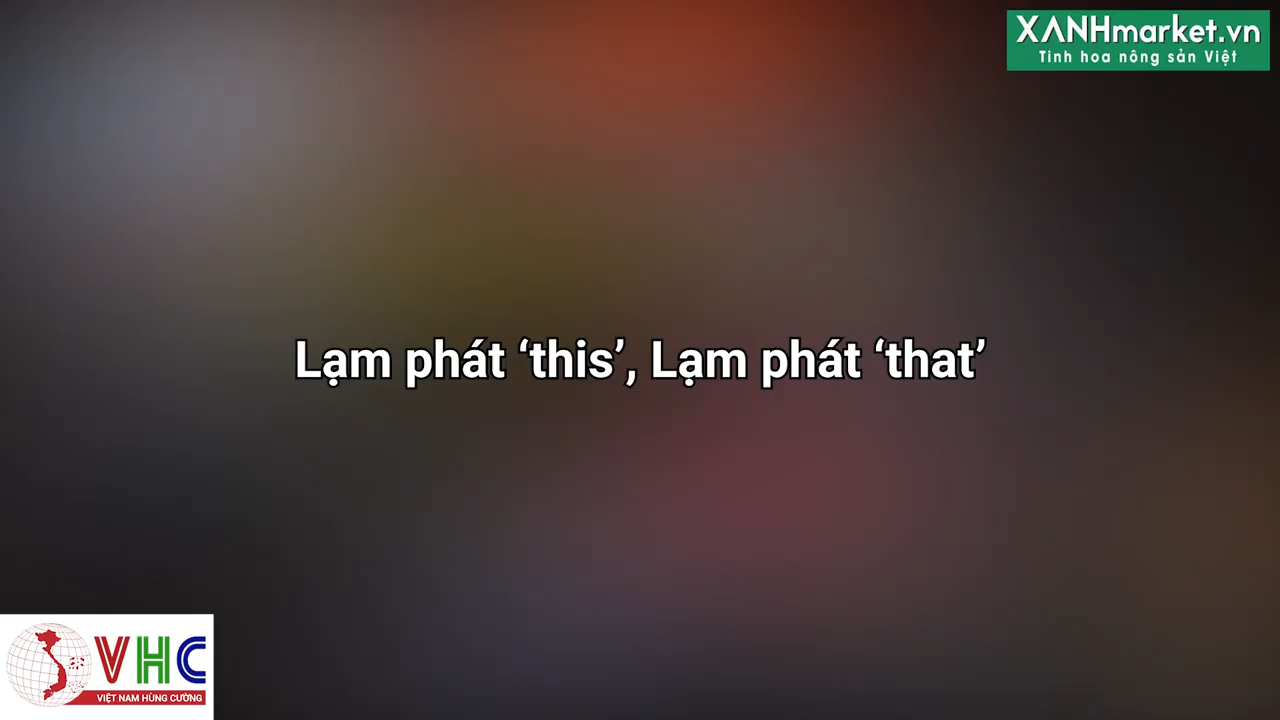 XANHmarket.vn
Tinh hoa nông sản Việt
Lạm phát ‘this’, Lạm phát ‘that’
VHC
VIỆT NAM HÙNG CƯỜNG